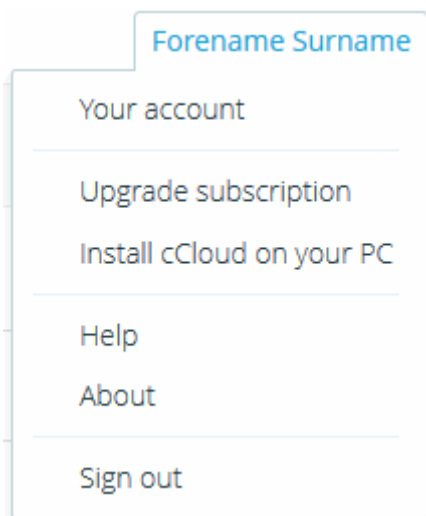 Forename Surname
Your account
Upgrade subscription
Install cCloud on your PC
Help
About
Sign out